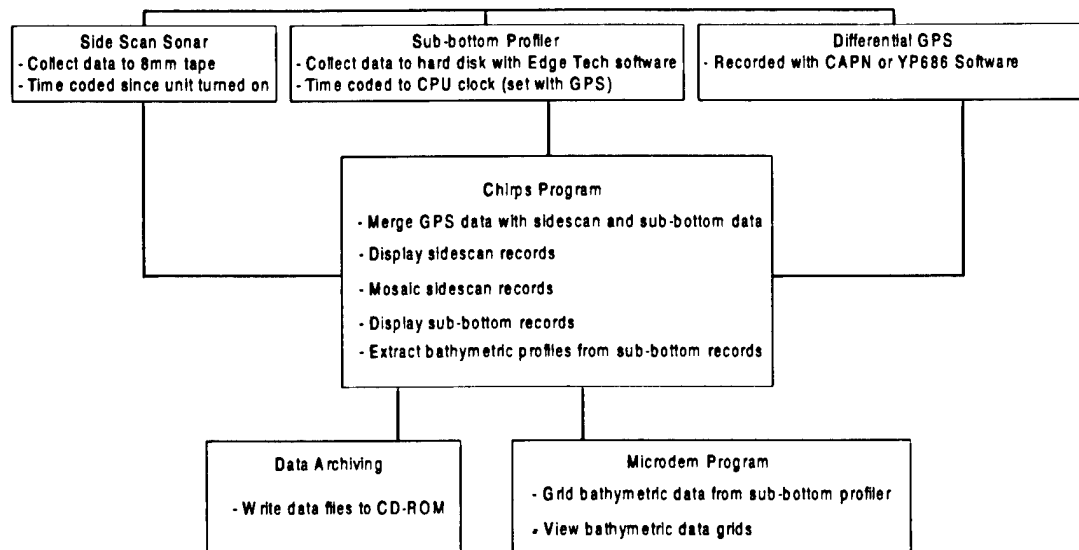 Side Scan Sonar
- Collect data to 8mm tape
- Time coded since unit turned on
Sub-bottom Profiler
- Collect data to hard disk with Edge Tech software
- Time coded to CPU clock (set with GPS)
Differential GPS
- Recorded with CAPN or YP686 Software
Chirps Program
- Merge GPS data with sidescan and sub-bottom data
- Display sidescan records
- Mosaic sidescan records
- Display sub-bottom records
- Extract bathymetric profiles from sub-bottom records
Data Archiving
- Write data files to CD-ROM
Microdem Program
- Grid bathymetric data from sub-bottom profiler
- View bathymetric data grids